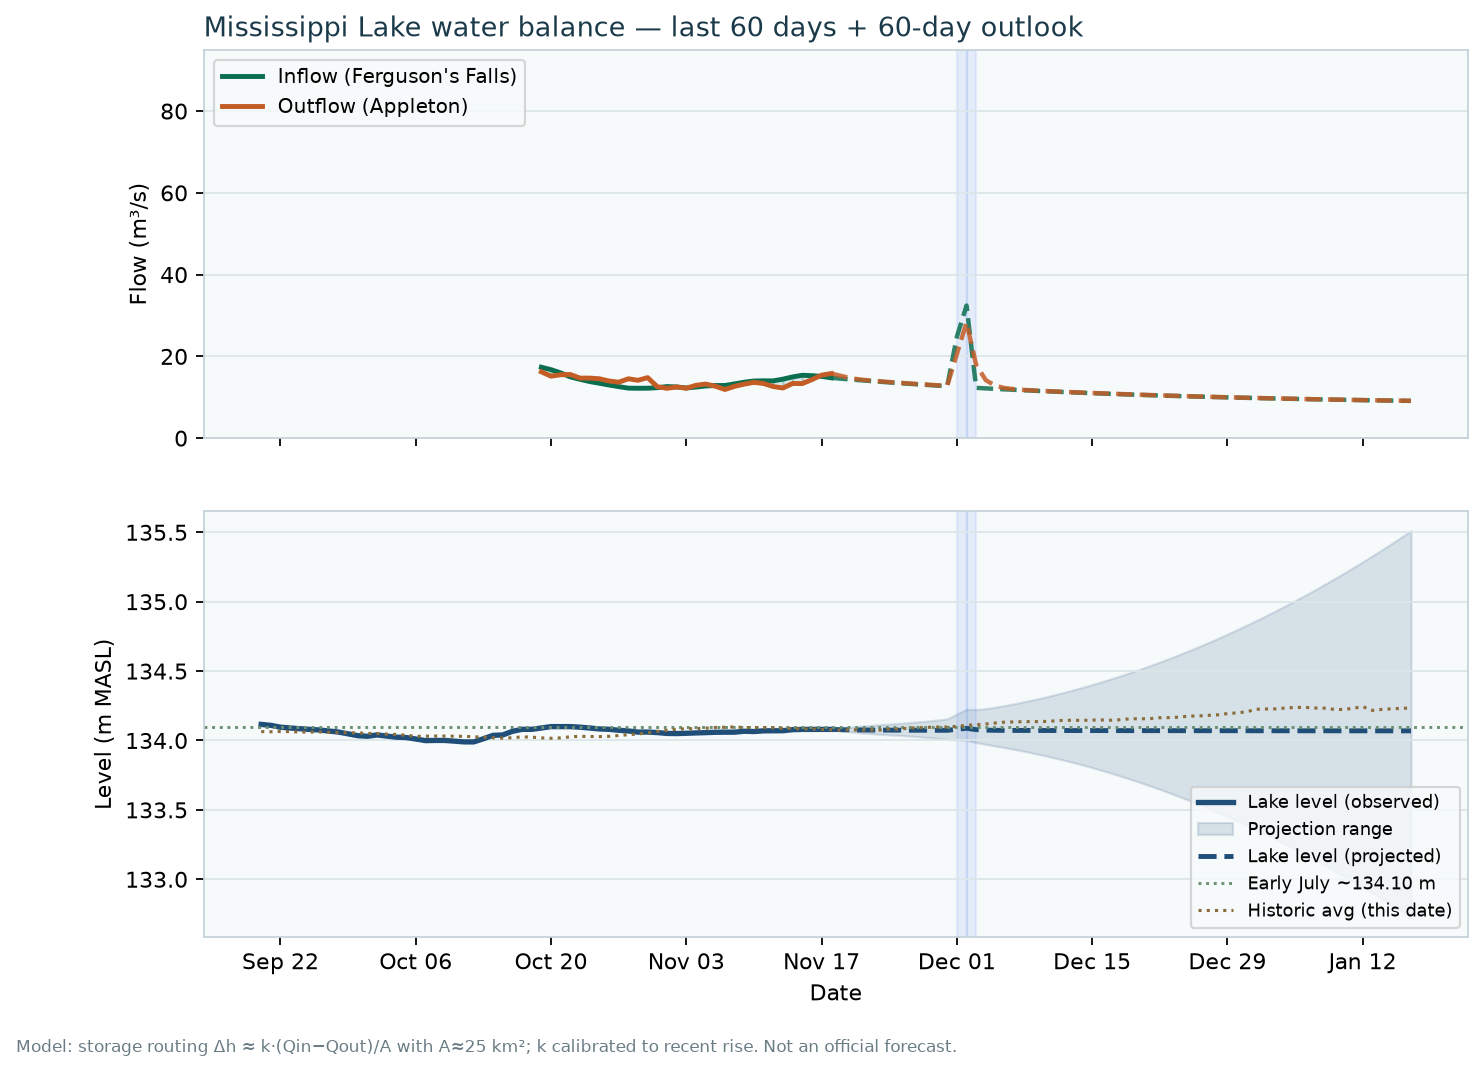 Mississippi Lake water balance — last 60 days + 60-day outlook
Inflow (Ferguson's Falls)
Outflow (Appleton)
Flow (m³/s)
80
60
40
20
0
Level (m MASL)
135.5
135.0
134.5
134.0
133.5
133.0
Lake level (observed)
Projection range
Lake level (projected)
Early July ~134.10 m
Historic avg (this date)
Sep 22 Oct 06 Oct 20 Nov 03 Nov 17 Dec 01 Dec 15 Dec 29 Jan 12
Date
Model: storage routing Δh ≈ k·(Qin−Qout)/A with A≈25 km²; k calibrated to recent rise. Not an official forecast.